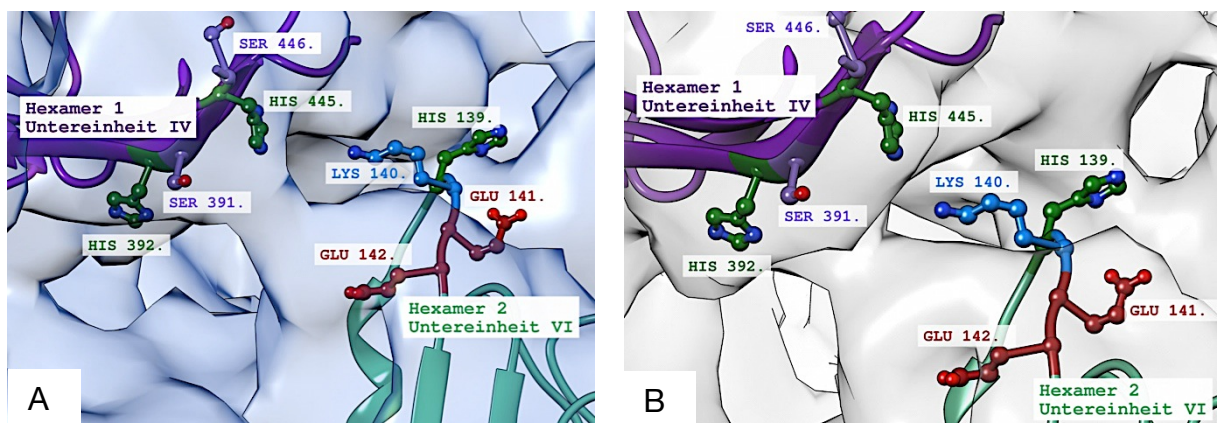 SER 446.
Hexamer 1
Untereinheit IV
HIS 445.
HIS 139.
LYS 140.
SER 391.
GLU 141.
HIS 392.
GLU 142.
Hexamer 2
Untereinheit VI
A
SER 446.
Hexamer 1
Untereinheit IV
HIS 445.
HIS 139.
LYS 140.
SER 391.
HIS 392.
GLU 141.
GLU 142.
Hexamer 2
Untereinheit VI
B